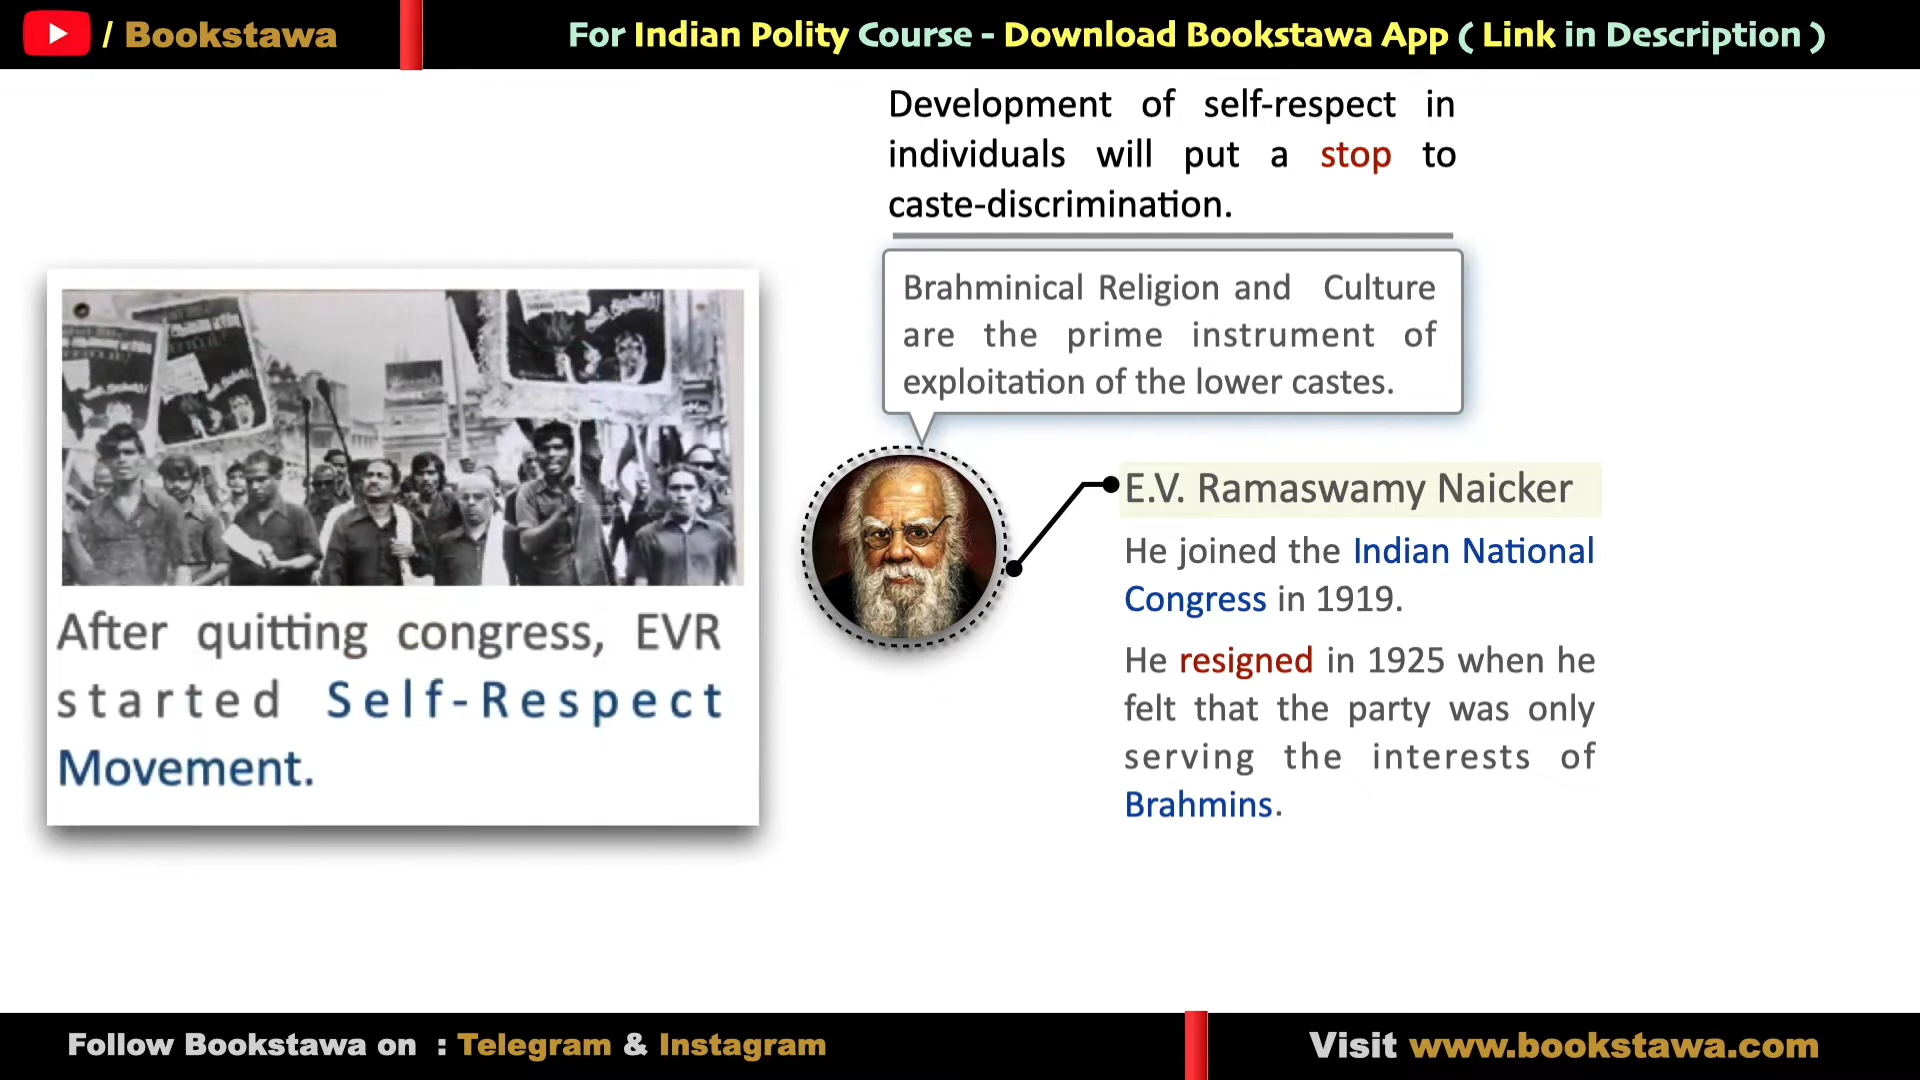 / Bookstawa
For Indian Polity Course - Download Bookstawa App ( Link in Description )
Development of self-respect in
individuals will put a stop to
caste-discrimination.
Brahminical Religion and Culture
are the prime instrument of
exploitation of the lower castes.
E.V. Ramaswamy Naicker
He joined the Indian National
Congress in 1919.
He resigned in 1925 when he
felt that the party was only
serving the interests of
Brahmins.
After quitting congress, EVR
started Self-Respect
Movement.
Follow Bookstawa on : Telegram & Instagram
Visit www.bookstawa.com